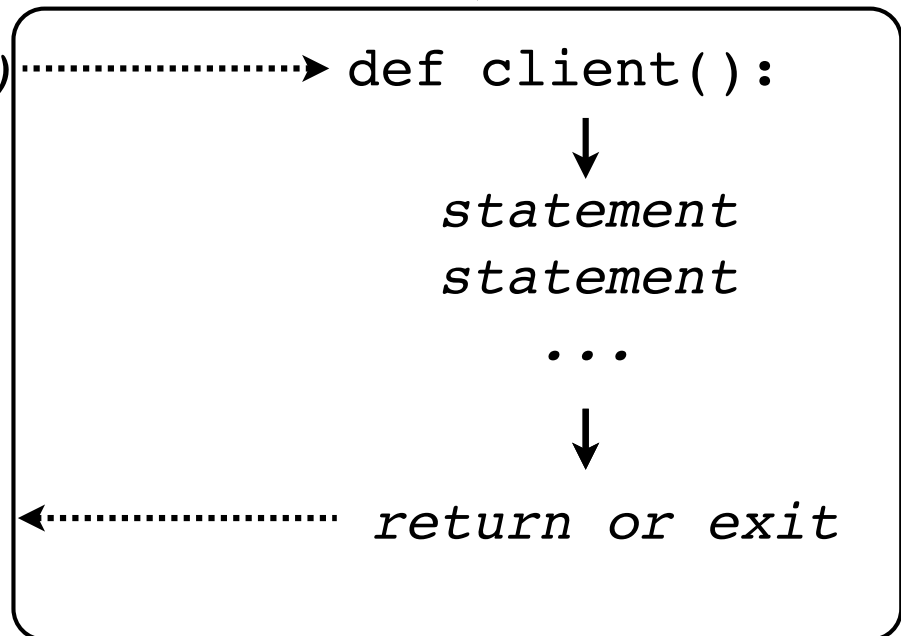 ) def client():
statement
statement
...
return or exit